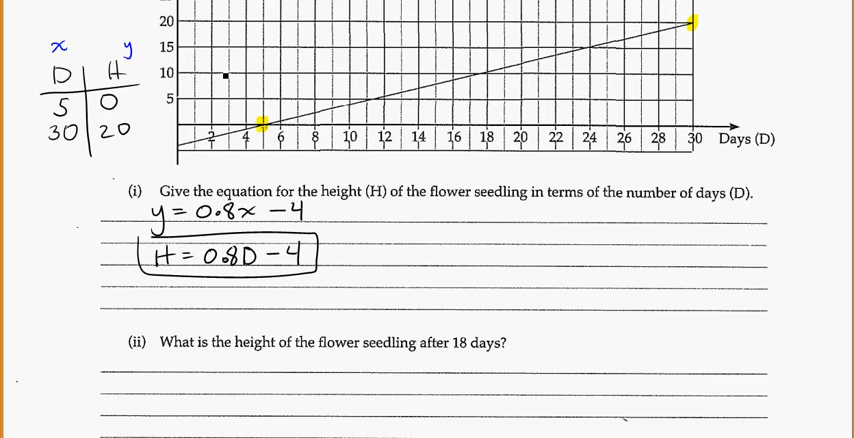 20
15
10
5
x y
D H
5 0
30 20
2 4 6 8 10 12 14 16 18 20 22 24 26 28 30 Days (D)
(i) Give the equation for the height (H) of the flower seedling in terms of the number of days (D).
y = 0.8x - 4
H = 0.8D - 4
(ii) What is the height of the flower seedling after 18 days?